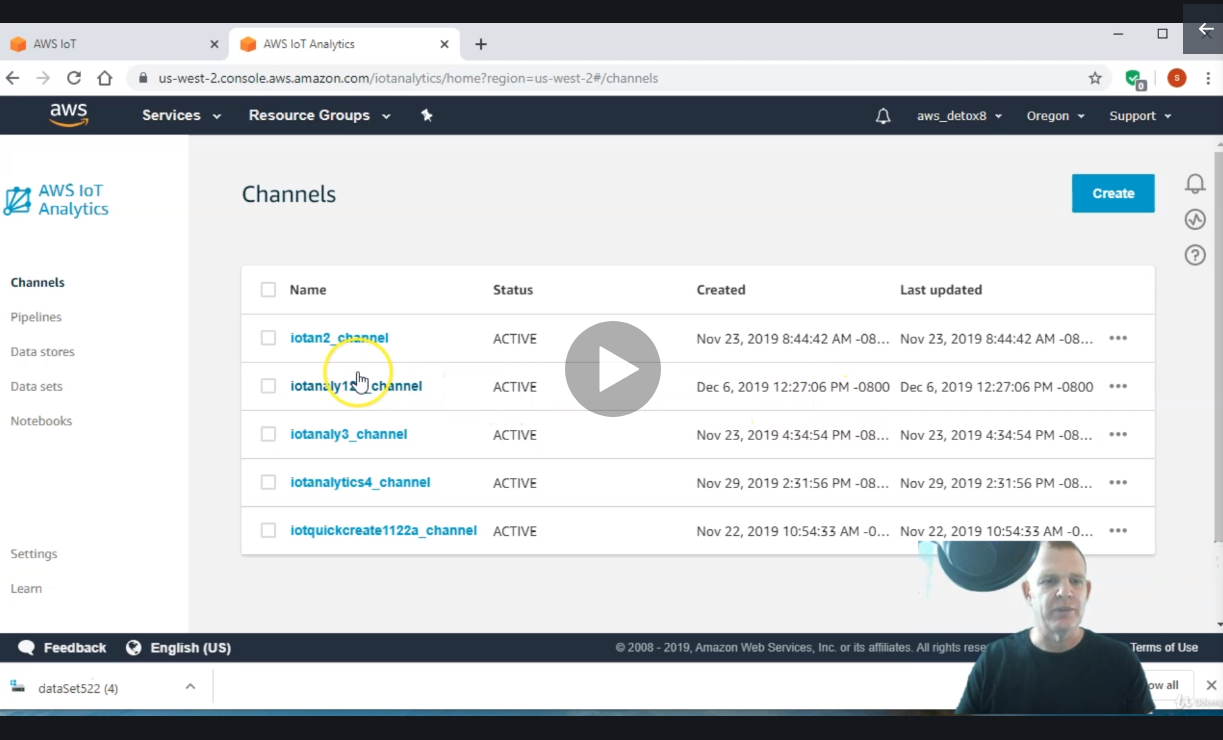 AWS IoT
AWS IoT Analytics
us-west-2.console.aws.amazon.com/iotanalytics/home?region=us-west-2#/channels
0
S
aws
Services
Resource Groups
aws_detox8
Oregon
Support
AWS IoT
Analytics
Channels
Pipelines
Data stores
Data sets
Notebooks
Settings
Learn
Channels
Create
Name Status Created Last updated
iotan2_channel ACTIVE Nov 23, 2019 8:44:42 AM -08... Nov 23, 2019 8:44:42 AM -08...
ACTIVE Dec 6, 2019 12:27:06 PM -0800 Dec 6, 2019 12:27:06 PM -0800
iotanaly3_channel ACTIVE Nov 23, 2019 4:34:54 PM -08... Nov 23, 2019 4:34:54 PM -08...
iotanalytics4_channel ACTIVE Nov 29, 2019 2:31:56 PM -08... Nov 29, 2019 2:31:56 PM -08...
iotquickcreate1122a_channel ACTIVE Nov 22, 2019 10:54:33 AM -0... Nov 22, 2019 10:54:33 AM -0...
Feedback
English (US)
© 2008 - 2019, Amazon Web Services, Inc. or its affiliates. All rights rese
Terms of Use
dataSet522 (4)
ow all
Udemy